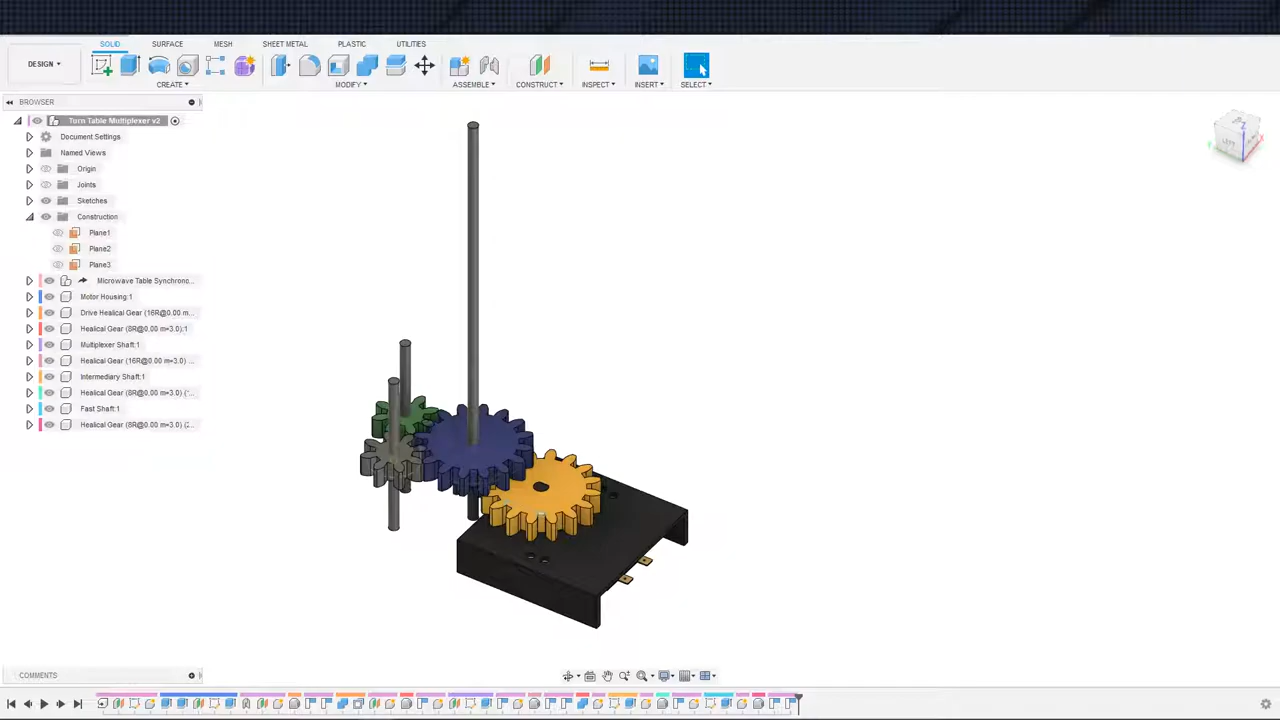 SOLID SURFACE MESH SHEET METAL PLASTIC UTILITIES
DESIGN
CREATE MODIFY ASSEMBLE CONSTRUCT INSPECT INSERT SELECT
BROWSER
Turn Table Multiplexer v2
Document Settings
Named Views
Origin
Joints
Sketches
Construction
Plane1
Plane2
Plane3
Microwave Table Synchrono...
Motor Housing:1
Drive Healical Gear (16R@0.00 m...
Healical Gear (8R@0.00 m=3.0):1
Multiplexer Shaft:1
Healical Gear (16R@0.00 m=3.0) ...
Intermediary Shaft:1
Healical Gear (8R@0.00 m=3.0) (1...
Fast Shaft:1
Healical Gear (8R@0.00 m=3.0) (2...
LEFT
Z
COMMENTS